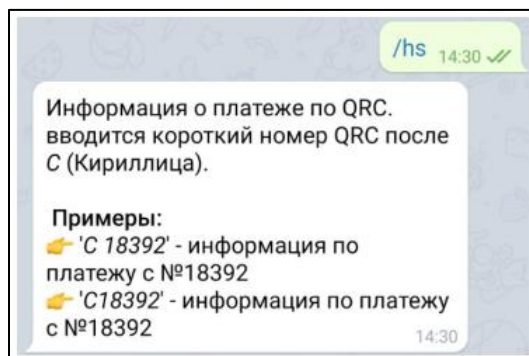 /hs 14:30
Информация о платеже по QRC.
вводится короткий номер QRC после
С (Кириллица).
Примеры:
👉 'С 18392' - информация по
платежу с №18392
👉 'С18392' - информация по платежу
с №18392
14:30